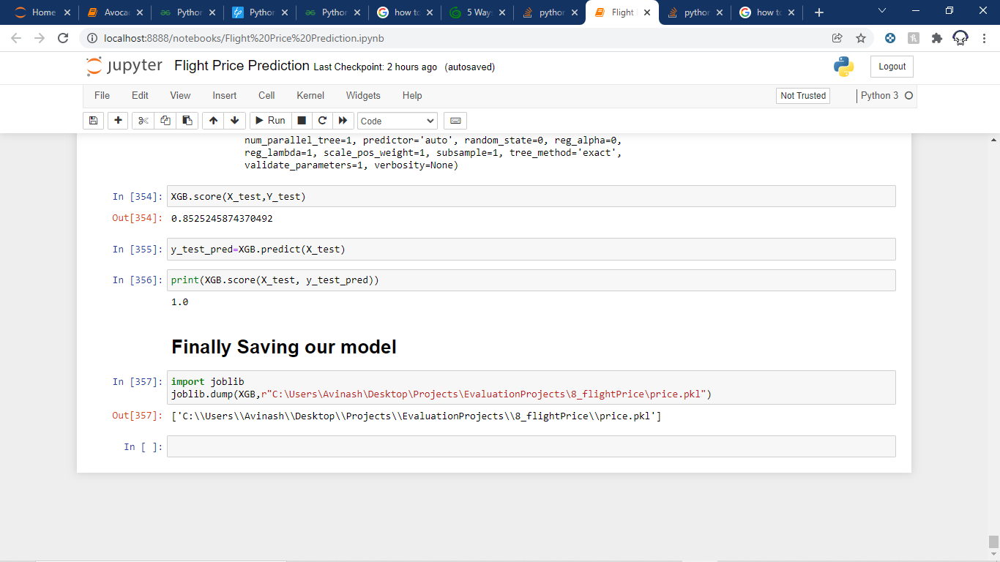 Home
Avoca
Python
Python
Python
how to
5 Way
python
Flight
python
how to
localhost:8888/notebooks/Flight%20Price%20Prediction.ipynb
jupyter Flight Price Prediction Last Checkpoint: 2 hours ago (autosaved)
Logout
File Edit View Insert Cell Kernel Widgets Help
Not Trusted
Python 3
Run
Code
num_parallel_tree=1, predictor='auto', random_state=0, reg_alpha=0,
reg_lambda=1, scale_pos_weight=1, subsample=1, tree_method='exact',
validate_parameters=1, verbosity=None)
In [354]: XGB.score(X_test,Y_test)
Out[354]: 0.8525245874370492
In [355]: y_test_pred=XGB.predict(X_test)
In [356]: print(XGB.score(X_test, y_test_pred))
1.0
Finally Saving our model
In [357]: import joblib
joblib.dump(XGB,r"C:\Users\Avinash\Desktop\Projects\EvaluationProjects\8_flightPrice\price.pkl")
Out[357]: ['C:\\Users\\Avinash\\Desktop\\Projects\\EvaluationProjects\\8_flightPrice\\price.pkl']
In [ ]: